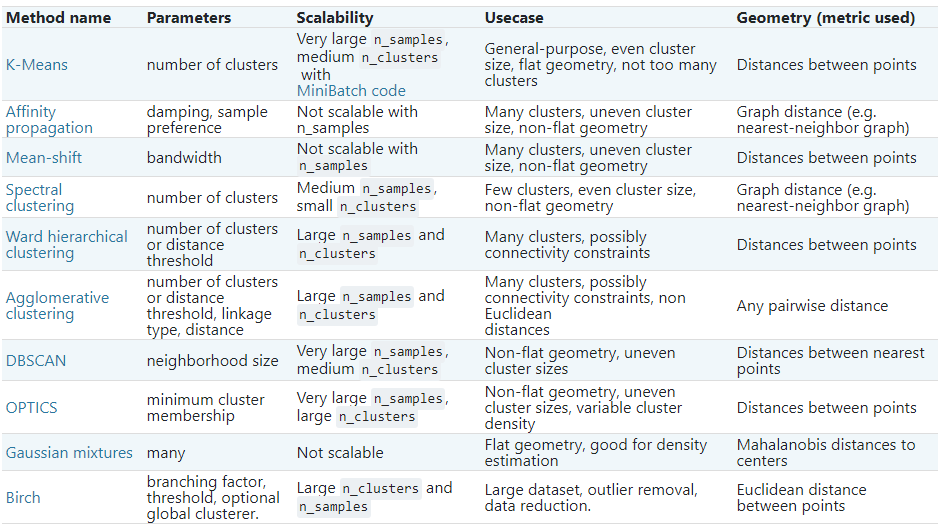 Method name Parameters Scalability Usecase Geometry (metric used)
K-Means
number of clusters
Very large n_samples,
medium n_clusters
with
MiniBatch code
General-purpose, even cluster
size, flat geometry, not too many
clusters
Distances between points
Affinity
propagation
damping, sample
preference
Not scalable with
n_samples
Many clusters, uneven cluster
size, non-flat geometry
Graph distance (e.g.
nearest-neighbor graph)
Mean-shift
bandwidth
Not scalable with
n_samples
Many clusters, uneven cluster
size, non-flat geometry
Distances between points
Spectral
clustering
number of clusters
Medium n_samples,
small n_clusters
Few clusters, even cluster size,
non-flat geometry
Graph distance (e.g.
nearest-neighbor graph)
Ward hierarchical
clustering
number of clusters
or distance
threshold
Large n_samples and
n_clusters
Many clusters, possibly
connectivity constraints
Distances between points
Agglomerative
clustering
number of clusters
or distance
threshold, linkage
type, distance
Large n_samples and
n_clusters
Many clusters, possibly
connectivity constraints, non
Euclidean
distances
Any pairwise distance
DBSCAN
neighborhood size
Very large n_samples,
medium n_clusters
Non-flat geometry, uneven
cluster sizes
Distances between nearest
points
OPTICS
minimum cluster
membership
Very large n_samples,
large n_clusters
Non-flat geometry, uneven
cluster sizes, variable cluster
density
Distances between points
Gaussian mixtures
many
Not scalable
Flat geometry, good for density
estimation
Mahalanobis distances to
centers
Birch
branching factor,
threshold, optional
global clusterer.
Large n_clusters and
n_samples
Large dataset, outlier removal,
data reduction.
Euclidean distance
between points